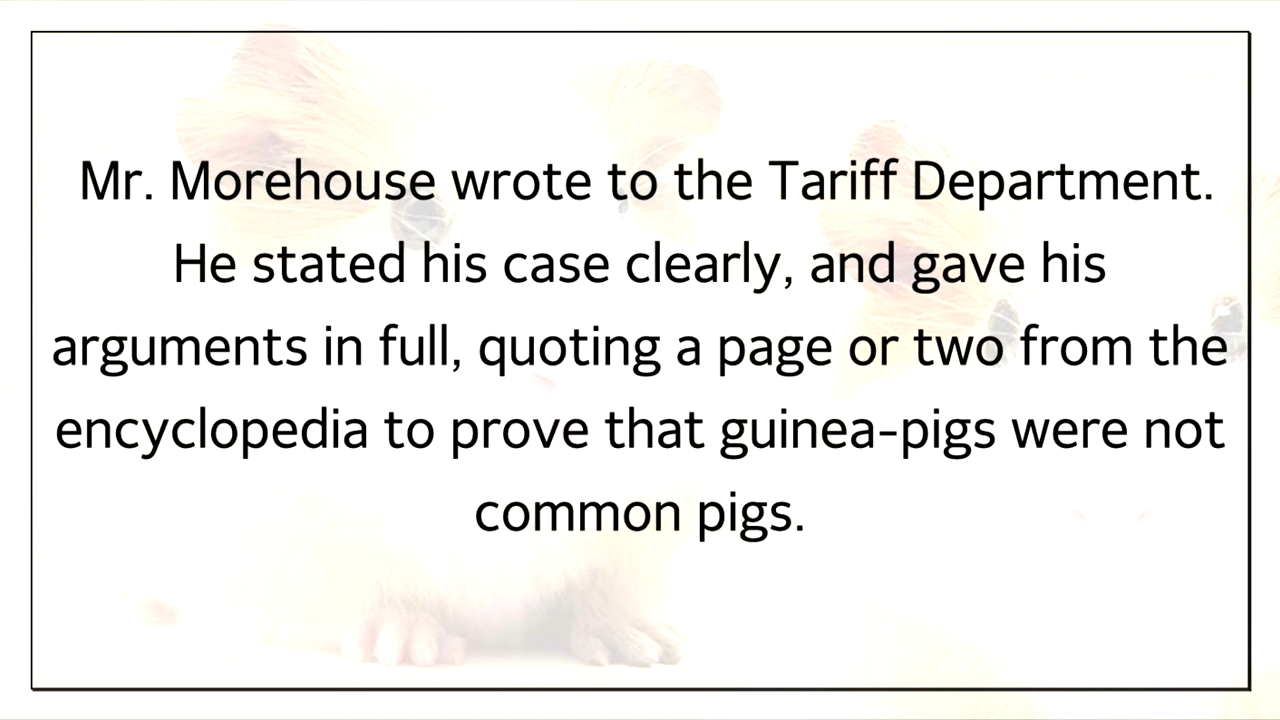 Mr. Morehouse wrote to the Tariff Department.
He stated his case clearly, and gave his
arguments in full, quoting a page or two from the
encyclopedia to prove that guinea-pigs were not
common pigs.